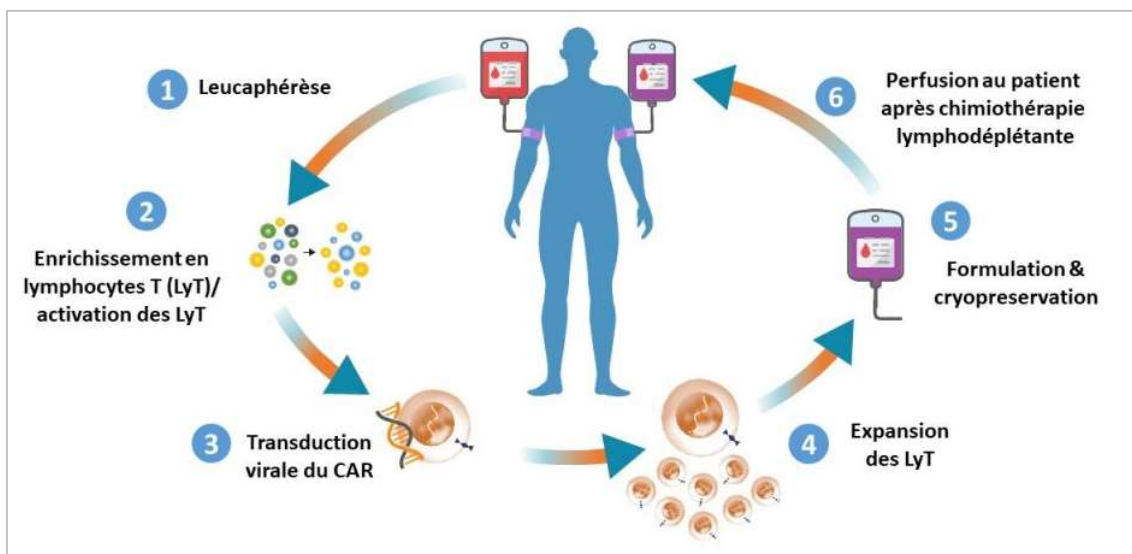 1
Leucaphérèse
2
Enrichissement en
lymphocytes T (LyT)/
activation des LyT
3
Transduction
virale du CAR
4
Expansion
des LyT
5
Formulation &
cryopreservation
6
Perfusion au patient
après chimiothérapie
lymphodéplétante